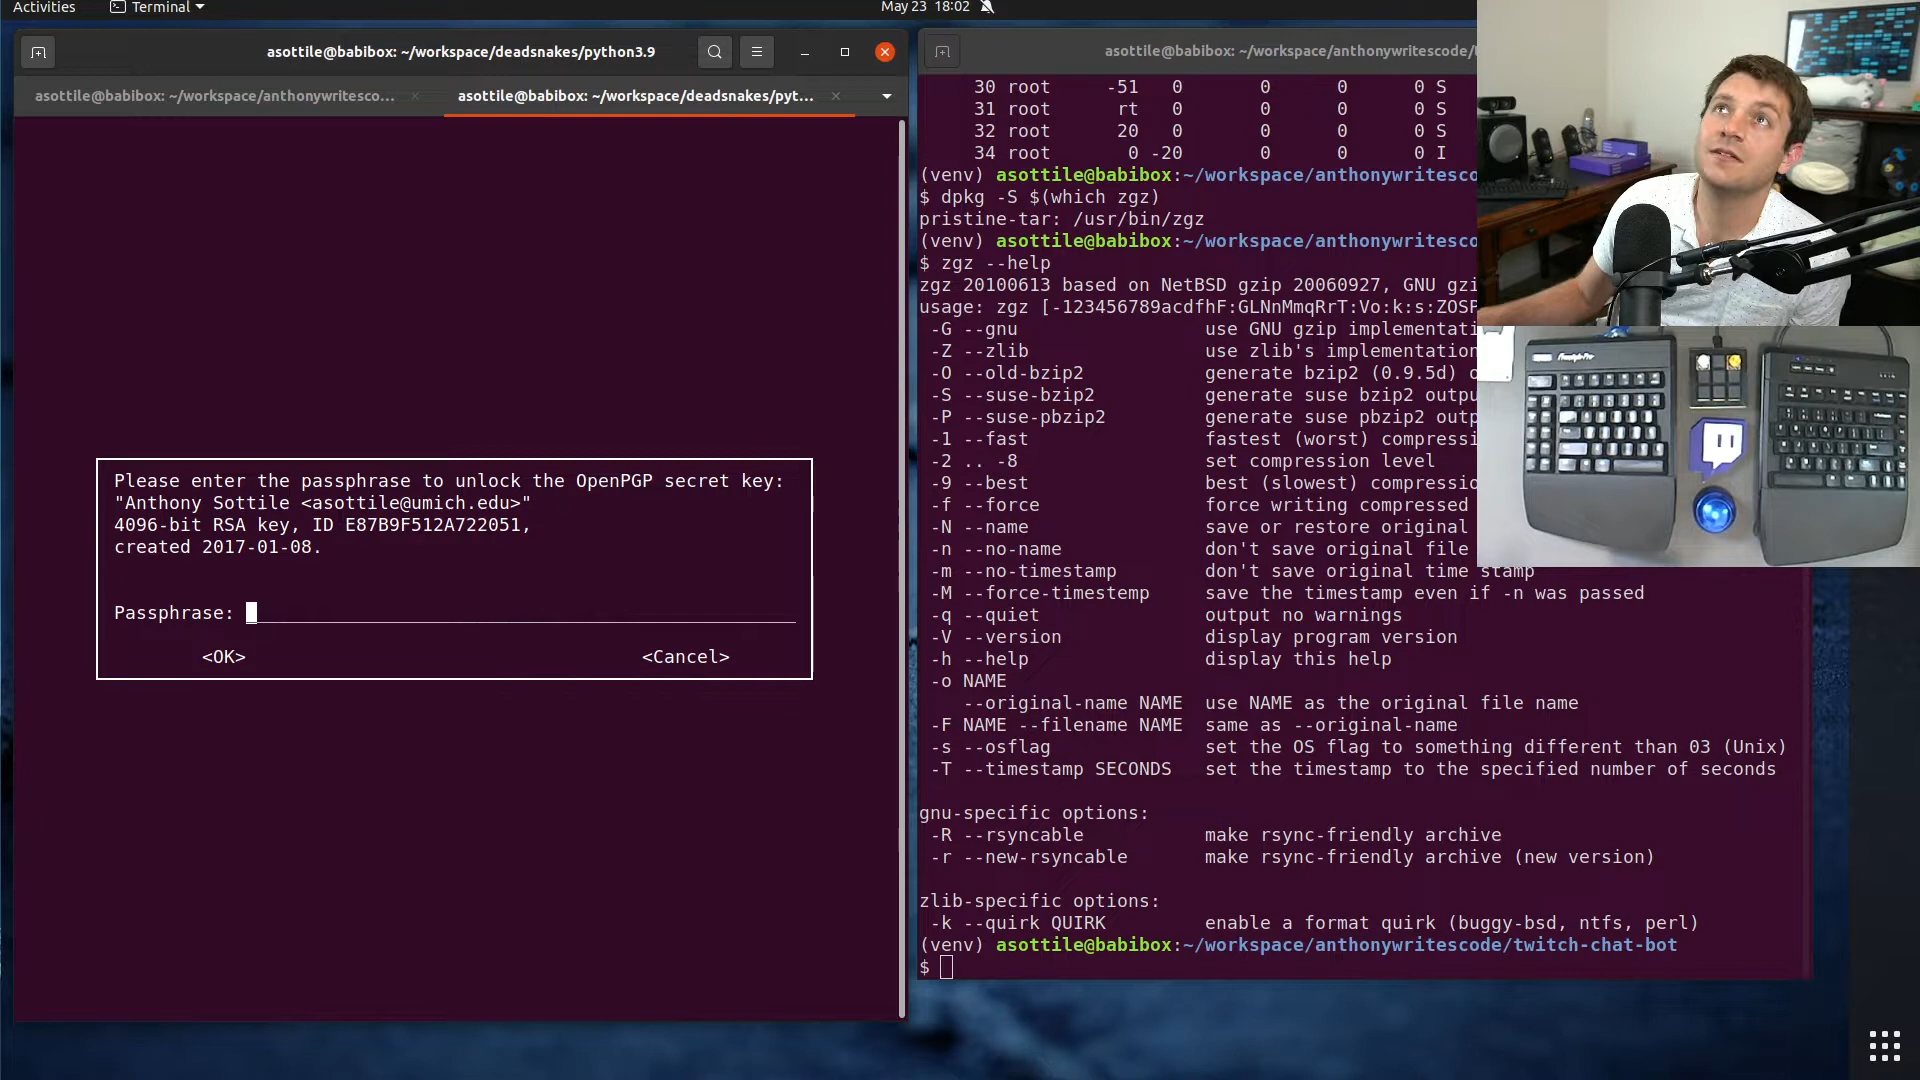 Activities
Terminal
May 23 18:02
asottile@babibox: ~/workspace/deadsnakes/python3.9
asottile@babibox: ~/workspace/anthonywritesco...
asottile@babibox: ~/workspace/deadsnakes/pyt...
Please enter the passphrase to unlock the OpenPGP secret key:
"Anthony Sottile <asottile@umich.edu>"
4096-bit RSA key, ID E87B9F512A722051,
created 2017-01-08.
Passphrase:
<OK> <Cancel>
asottile@babibox: ~/workspace/anthonywritescode/
30 root -51 0 0 0 0 S
31 root rt 0 0 0 0 S
32 root 20 0 0 0 0 S
34 root 0 -20 0 0 0 I
(venv) asottile@babibox:~/workspace/anthonywritesco
$ dpkg -S $(which zgz)
pristine-tar: /usr/bin/zgz
(venv) asottile@babibox:~/workspace/anthonywritesco
$ zgz --help
zgz 20100613 based on NetBSD gzip 20060927, GNU gzi
usage: zgz [-123456789acdfhF:GLNnMmqRrT:Vo:k:s:ZOSP
-G --gnu use GNU gzip implementati
-Z --zlib use zlib's implementation
-O --old-bzip2 generate bzip2 (0.9.5d) o
-S --suse-bzip2 generate suse bzip2 outpu
-P --suse-pbzip2 generate suse pbzip2 outp
-1 --fast fastest (worst) compressi
-2 .. -8 set compression level
-9 --best best (slowest) compressio
-f --force force writing compressed
-N --name save or restore original
-n --no-name don't save original file
-m --no-timestamp don't save original time stamp
-M --force-timestemp save the timestamp even if -n was passed
-q --quiet output no warnings
-V --version display program version
-h --help display this help
-o NAME
--original-name NAME use NAME as the original file name
-F NAME --filename NAME same as --original-name
-s --osflag set the OS flag to something different than 03 (Unix)
-T --timestamp SECONDS set the timestamp to the specified number of seconds
gnu-specific options:
-R --rsyncable make rsync-friendly archive
-r --new-rsyncable make rsync-friendly archive (new version)
zlib-specific options:
-k --quirk QUIRK enable a format quirk (buggy-bsd, ntfs, perl)
(venv) asottile@babibox:~/workspace/anthonywritescode/twitch-chat-bot
$